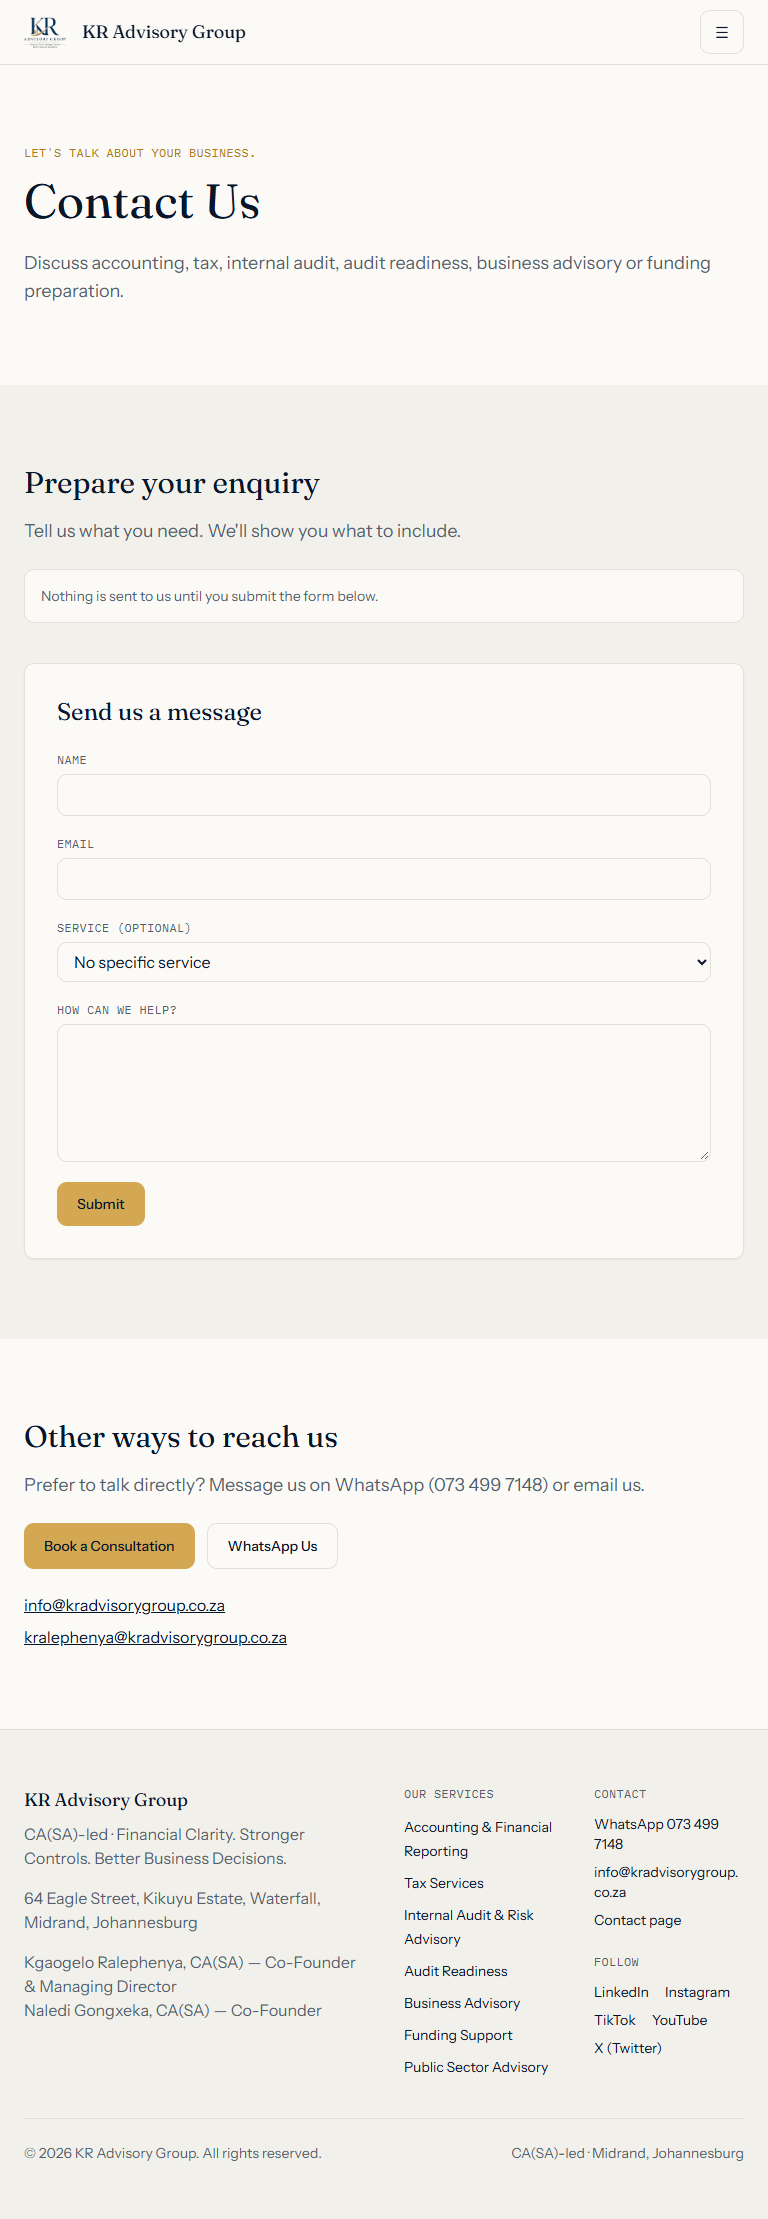 KR
ADVISORY GROUP
KR Advisory Group
☰
LET'S TALK ABOUT YOUR BUSINESS.
Contact Us
Discuss accounting, tax, internal audit, audit readiness, business advisory or funding
preparation.
Prepare your enquiry
Tell us what you need. We'll show you what to include.
Nothing is sent to us until you submit the form below.
Send us a message
NAME
EMAIL
SERVICE (OPTIONAL)
No specific service
HOW CAN WE HELP?
Submit
Other ways to reach us
Prefer to talk directly? Message us on WhatsApp (073 499 7148) or email us.
Book a Consultation
WhatsApp Us
info@kradvisorygroup.co.za
kralephenya@kradvisorygroup.co.za
KR Advisory Group
CA(SA)-led · Financial Clarity. Stronger
Controls. Better Business Decisions.
64 Eagle Street, Kikuyu Estate, Waterfall,
Midrand, Johannesburg
Kgaogelo Ralephenya, CA(SA) — Co-Founder
& Managing Director
Naledi Gongxeka, CA(SA) — Co-Founder
OUR SERVICES
Accounting & Financial
Reporting
Tax Services
Internal Audit & Risk
Advisory
Audit Readiness
Business Advisory
Funding Support
Public Sector Advisory
CONTACT
WhatsApp 073 499
7148
info@kradvisorygroup.
co.za
Contact page
FOLLOW
LinkedIn Instagram
TikTok YouTube
X (Twitter)
© 2026 KR Advisory Group. All rights reserved.
CA(SA)-led · Midrand, Johannesburg